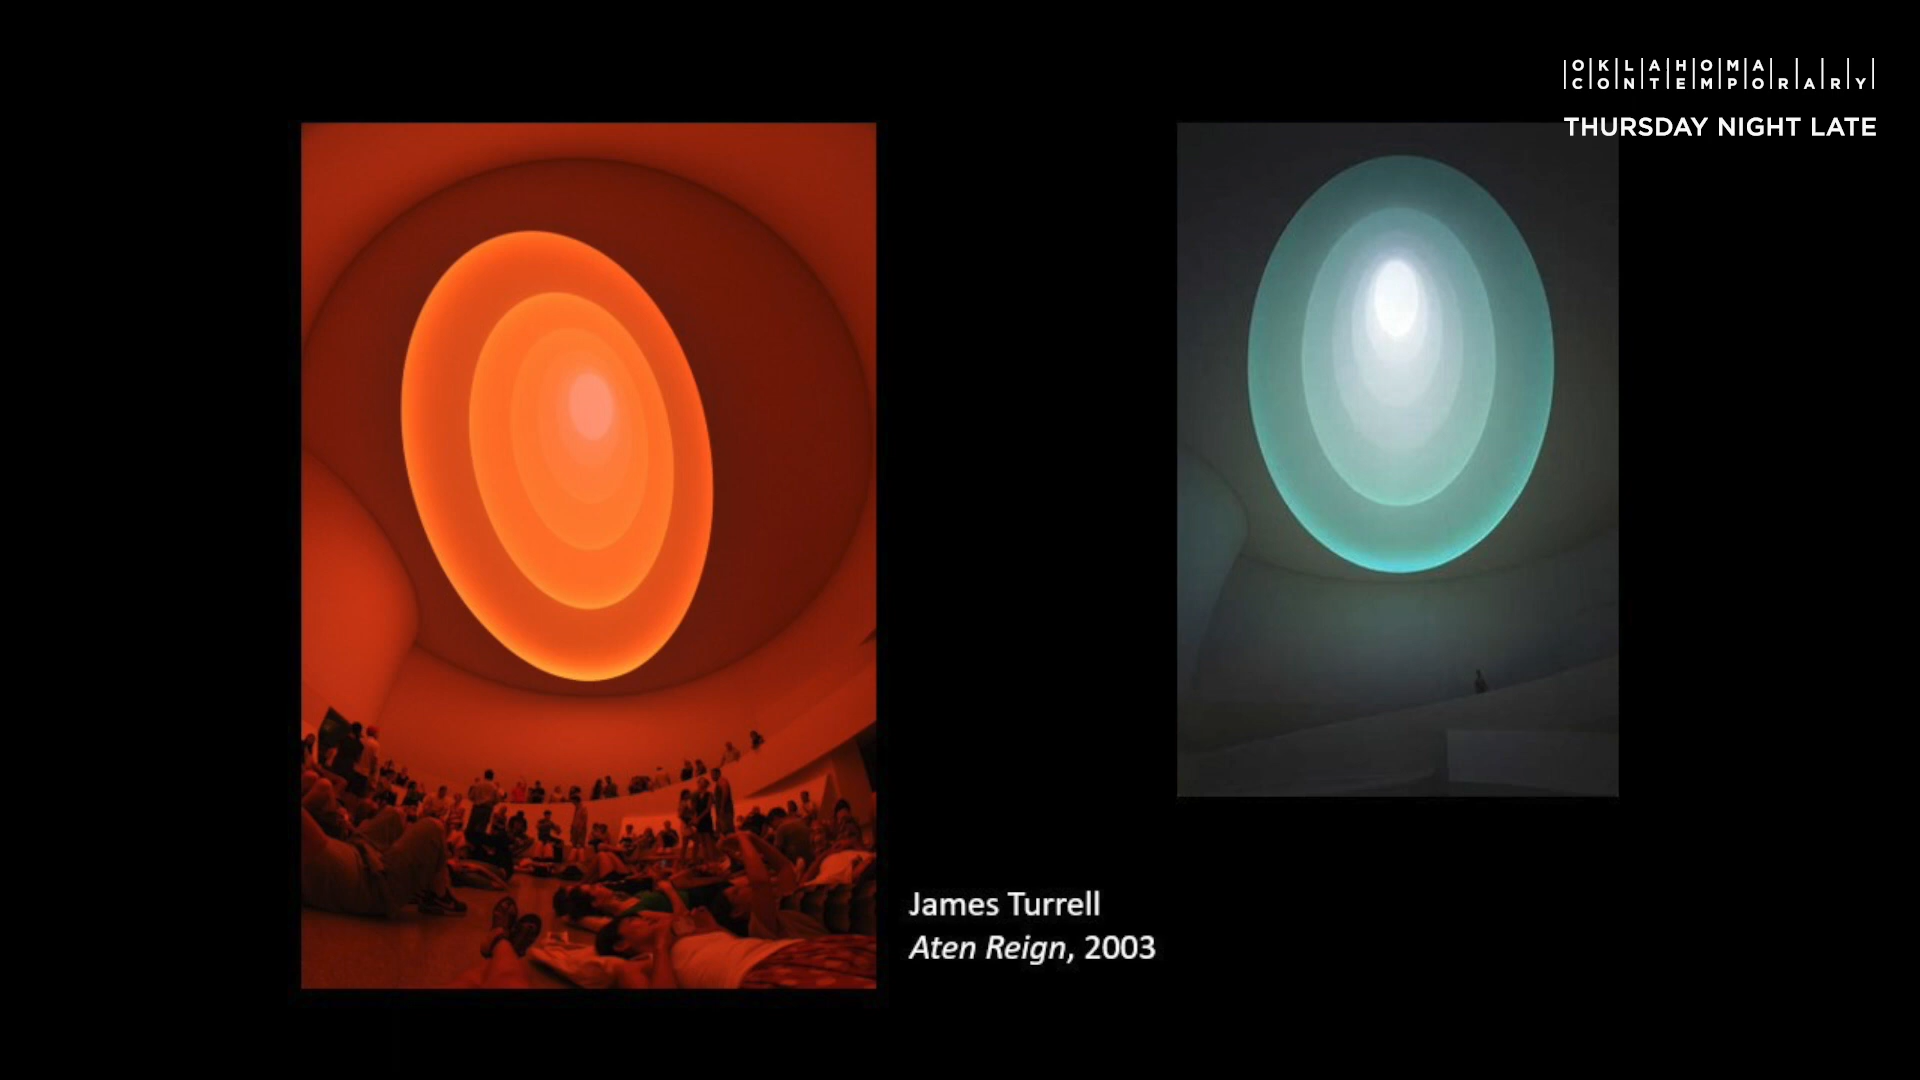 OKLAHOMA
CONTEMPORARY
THURSDAY NIGHT LATE
James Turrell
Aten Reign, 2003